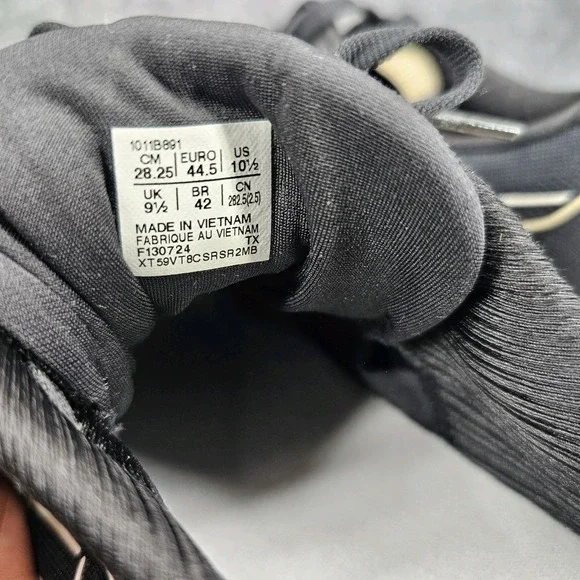 1011B891
CM EURO US
28.25 44.5 10½
UK BR CN
9½ 42 282.5(2.5)
MADE IN VIETNAM
FABRIQUE AU VIETNAM
F130724 TX
XT59VT8CSRSR2MB